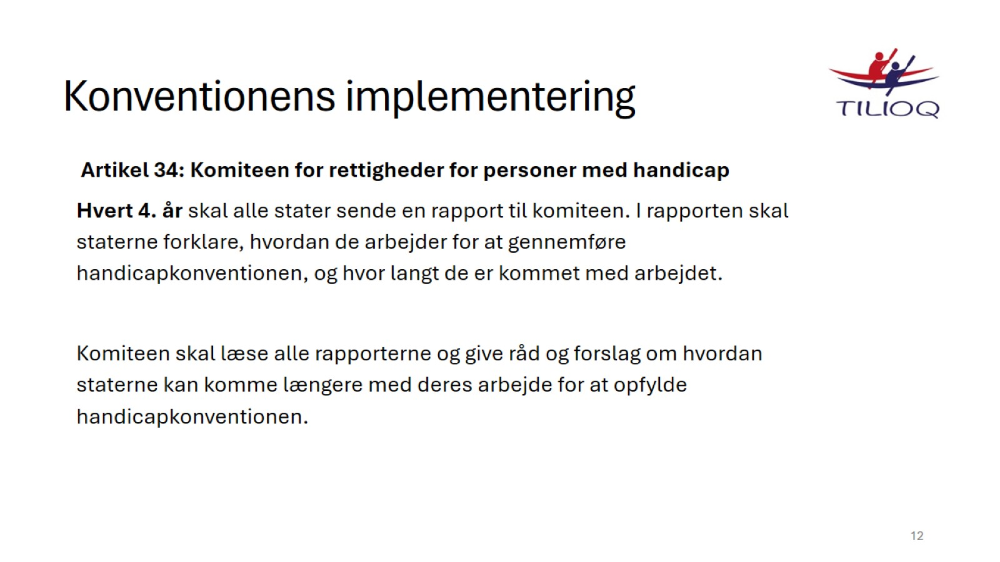 Konventionens implementering
TILIOQ
Artikel 34: Komiteen for rettigheder for personer med handicap
Hvert 4. år skal alle stater sende en rapport til komiteen. I rapporten skal
staterne forklare, hvordan de arbejder for at gennemføre
handicapkonventionen, og hvor langt de er kommet med arbejdet.
Komiteen skal læse alle rapporterne og give råd og forslag om hvordan
staterne kan komme længere med deres arbejde for at opfylde
handicapkonventionen.
12